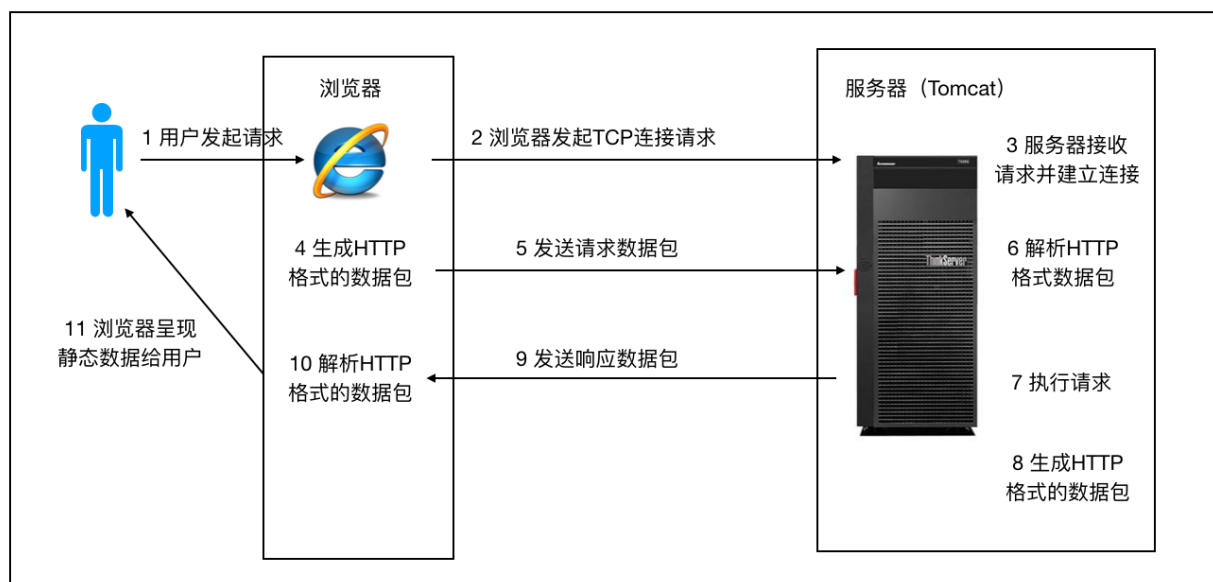 浏览器
服务器（Tomcat）
1 用户发起请求
2 浏览器发起TCP连接请求
3 服务器接收
请求并建立连接
4 生成HTTP
格式的数据包
5 发送请求数据包
ThinkServer
6 解析HTTP
格式数据包
11 浏览器呈现
静态数据给用户
10 解析HTTP
格式的数据包
9 发送响应数据包
7 执行请求
8 生成HTTP
格式的数据包